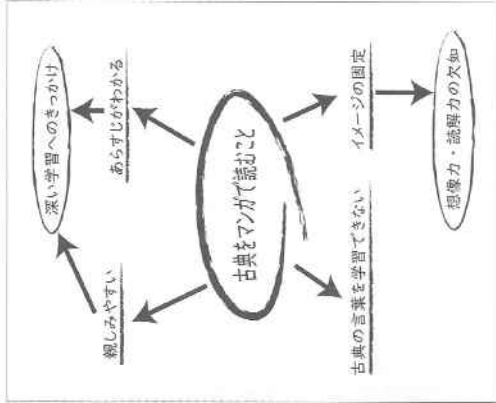 深い学習へのきっかけ
親しみやすい
あらすじがわかる
古典をマンガで読むこと
古典の言葉を学習できない
イメージの固定
想像力・読解力の欠如